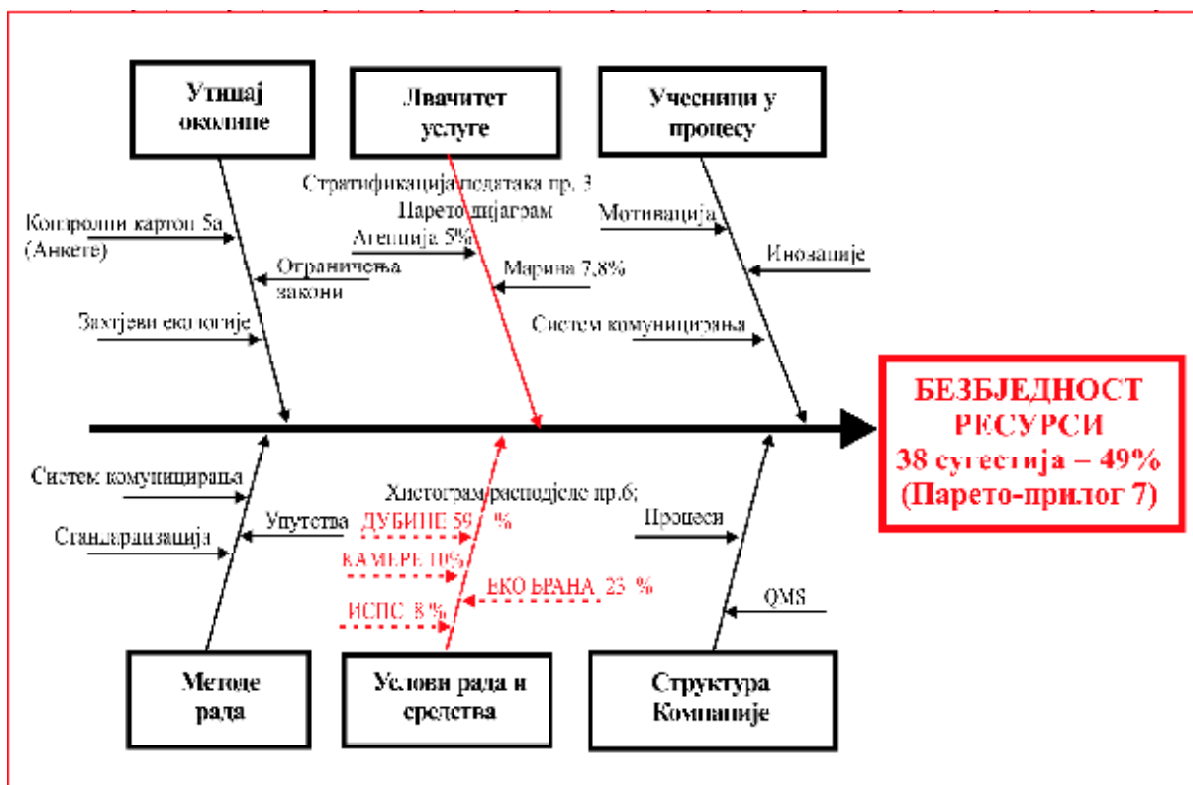 Утицај
околине
Лвачитет
услуге
Учесници у
процесу
Стратификација података пр. 3
Парето дијаграм
Агенција 5%
Марина 7,8%
Контролни картон 5а
(Анкете)
Ограничења
закони
Захтјеви екологије
Мотивација
Иновације
Систем комуницирања
БЕЗБЈЕДНОСТ
РЕСУРСИ
38 сугестија – 49%
(Парето-прилог 7)
Систем комуницирања
Упутства
Стандардизација
Хистограм расподјеле пр.6;
ДУБИНЕ 59 %
КАМЕРЕ 10%
ЕКО БРАНА 23 %
ИСПС 8 %
Процеси
QMS
Методе
рада
Услови рада и
средства
Структура
Компаније